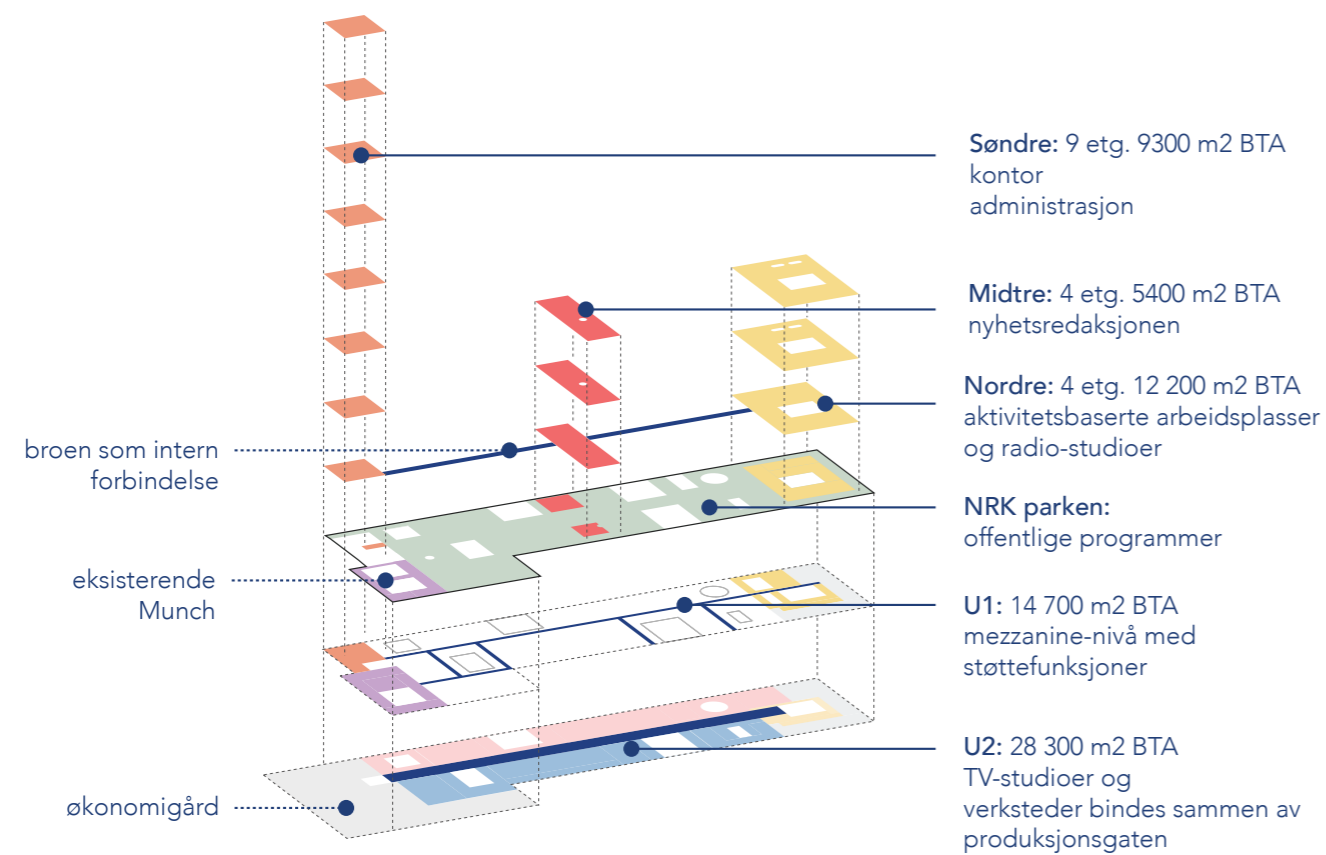 Søndre: 9 etg. 9300 m2 BTA
kontor
administrasjon
Midtre: 4 etg. 5400 m2 BTA
nyhetsredaksjonen
Nordre: 4 etg. 12 200 m2 BTA
aktivitetsbaserte arbeidsplasser
og radio-studioer
broen som intern
forbindelse
NRK parken:
offentlige programmer
eksisterende
Munch
U1: 14 700 m2 BTA
mezzanine-nivå med
støttefunksjoner
U2: 28 300 m2 BTA
TV-studioer og
verksteder bindes sammen av
produksjonsgaten
økonomigård